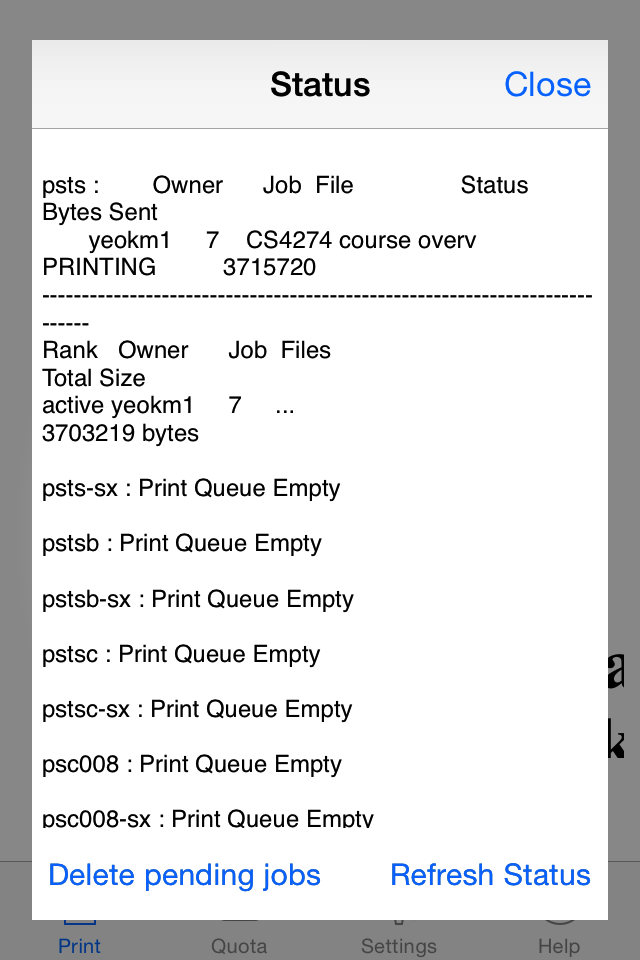 Status Close
psts : Owner Job File Status
Bytes Sent
yeokm1 7 CS4274 course overv
PRINTING 3715720
----------------------------------------------------------------------
------
Rank Owner Job Files
Total Size
active yeokm1 7 ...
3703219 bytes
psts-sx : Print Queue Empty
pstsb : Print Queue Empty
pstsb-sx : Print Queue Empty
pstsc : Print Queue Empty
pstsc-sx : Print Queue Empty
psc008 : Print Queue Empty
psc008-sx : Print Queue Empty
Delete pending jobs Refresh Status
Print Quota Settings Help